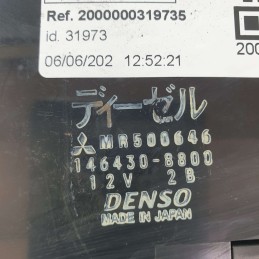 Ref. 2000000319735
id. 31973
06/06/202 12:52:21
200
ディーゼル
MR500646
146430-8800
12V 2B
DENSO
MADE IN JAPAN